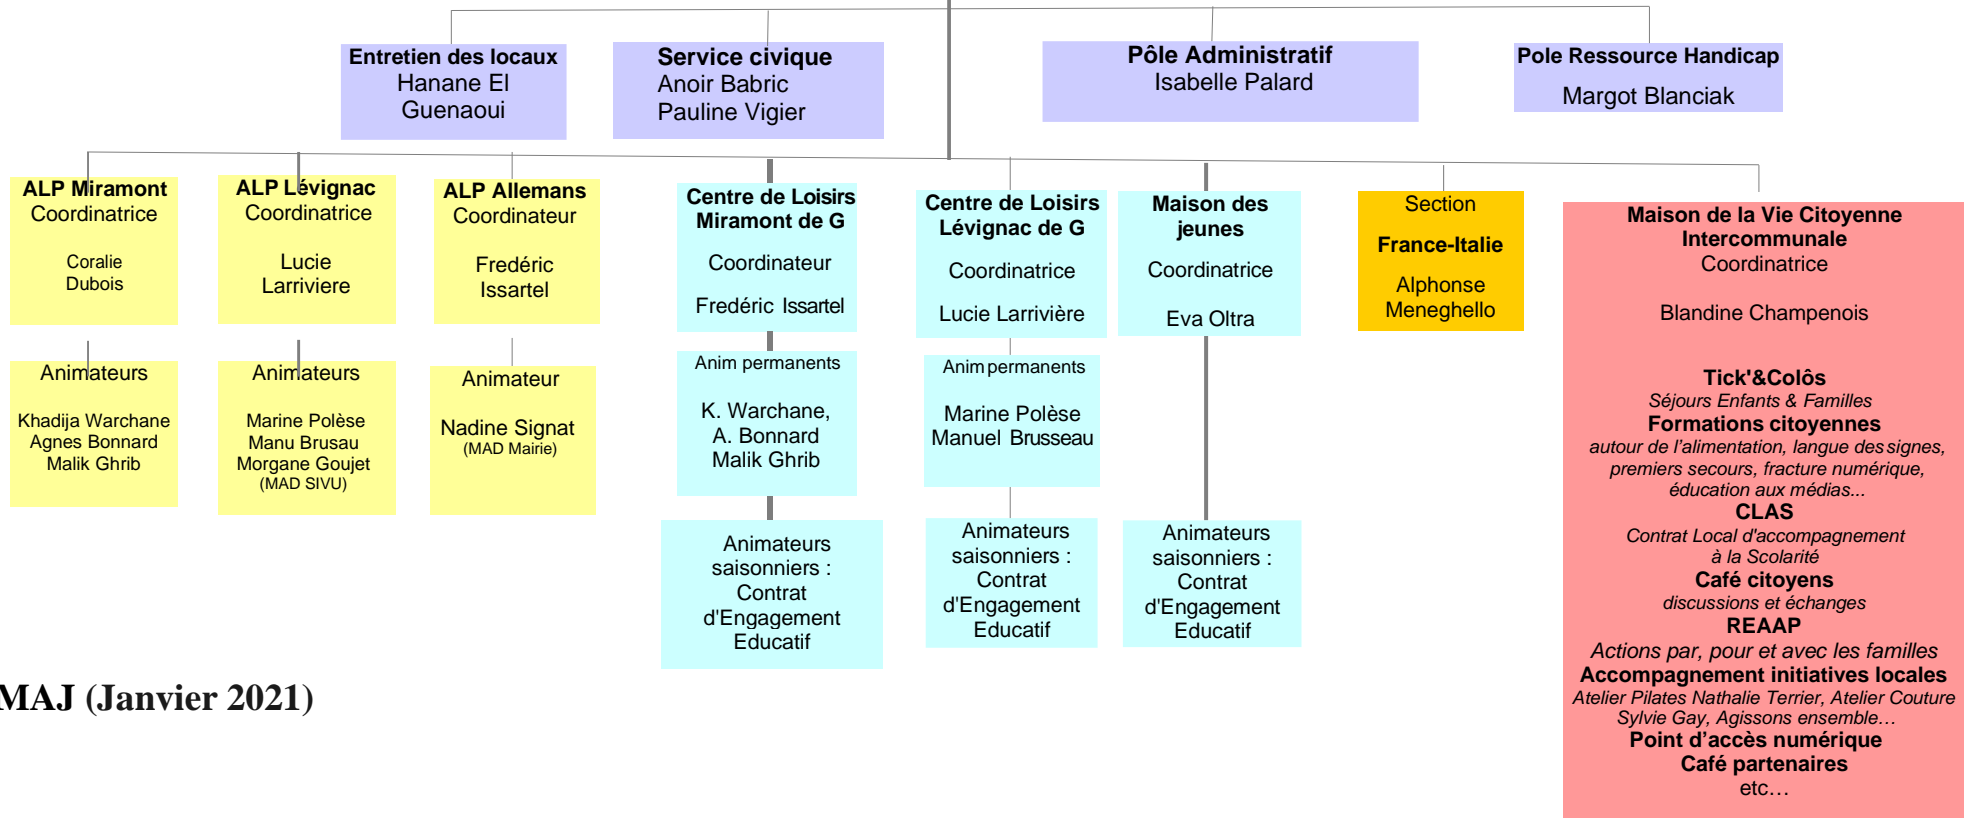 Entretien des locaux
Hanane El
Guenaoui
Service civique
Anoir Babric
Pauline Vigier
Pôle Administratif
Isabelle Palard
Pole Ressource Handicap
Margot Blanciak
ALP Miramont
Coordinatrice
Coralie
Dubois
Animateurs
Khadija Warchane
Agnes Bonnard
Malik Ghrib
ALP Lévignac
Coordinatrice
Lucie
Larriviere
Animateurs
Marine Polèse
Manu Brusau
Morgane Goujet
(MAD SIVU)
ALP Allemans
Coordinateur
Fredéric
Issartel
Animateur
Nadine Signat
(MAD Mairie)
Centre de Loisirs
Miramont de G
Coordinateur
Fredéric Issartel
Anim permanents
K. Warchane,
A. Bonnard
Malik Ghrib
Animateurs
saisonniers :
Contrat
d'Engagement
Educatif
Centre de Loisirs
Lévignac de G
Coordinatrice
Lucie Larrivière
Anim permanents
Marine Polèse
Manuel Brusseau
Animateurs
saisonniers :
Contrat
d'Engagement
Educatif
Maison des
jeunes
Coordinatrice
Eva Oltra
Animateurs
saisonniers :
Contrat
d'Engagement
Educatif
Section
France-Italie
Alphonse
Meneghello
Maison de la Vie Citoyenne
Intercommunale
Coordinatrice
Blandine Champenois
Tick'&Colôs
Séjours Enfants & Familles
Formations citoyennes
autour de l'alimentation, langue des signes,
premiers secours, fracture numérique,
éducation aux médias...
CLAS
Contrat Local d'accompagnement
à la Scolarité
Café citoyens
discussions et échanges
REAAP
Actions par, pour et avec les familles
Accompagnement initiatives locales
Atelier Pilates Nathalie Terrier, Atelier Couture
Sylvie Gay, Agissons ensemble…
Point d'accès numérique
Café partenaires
etc…
MAJ (Janvier 2021)